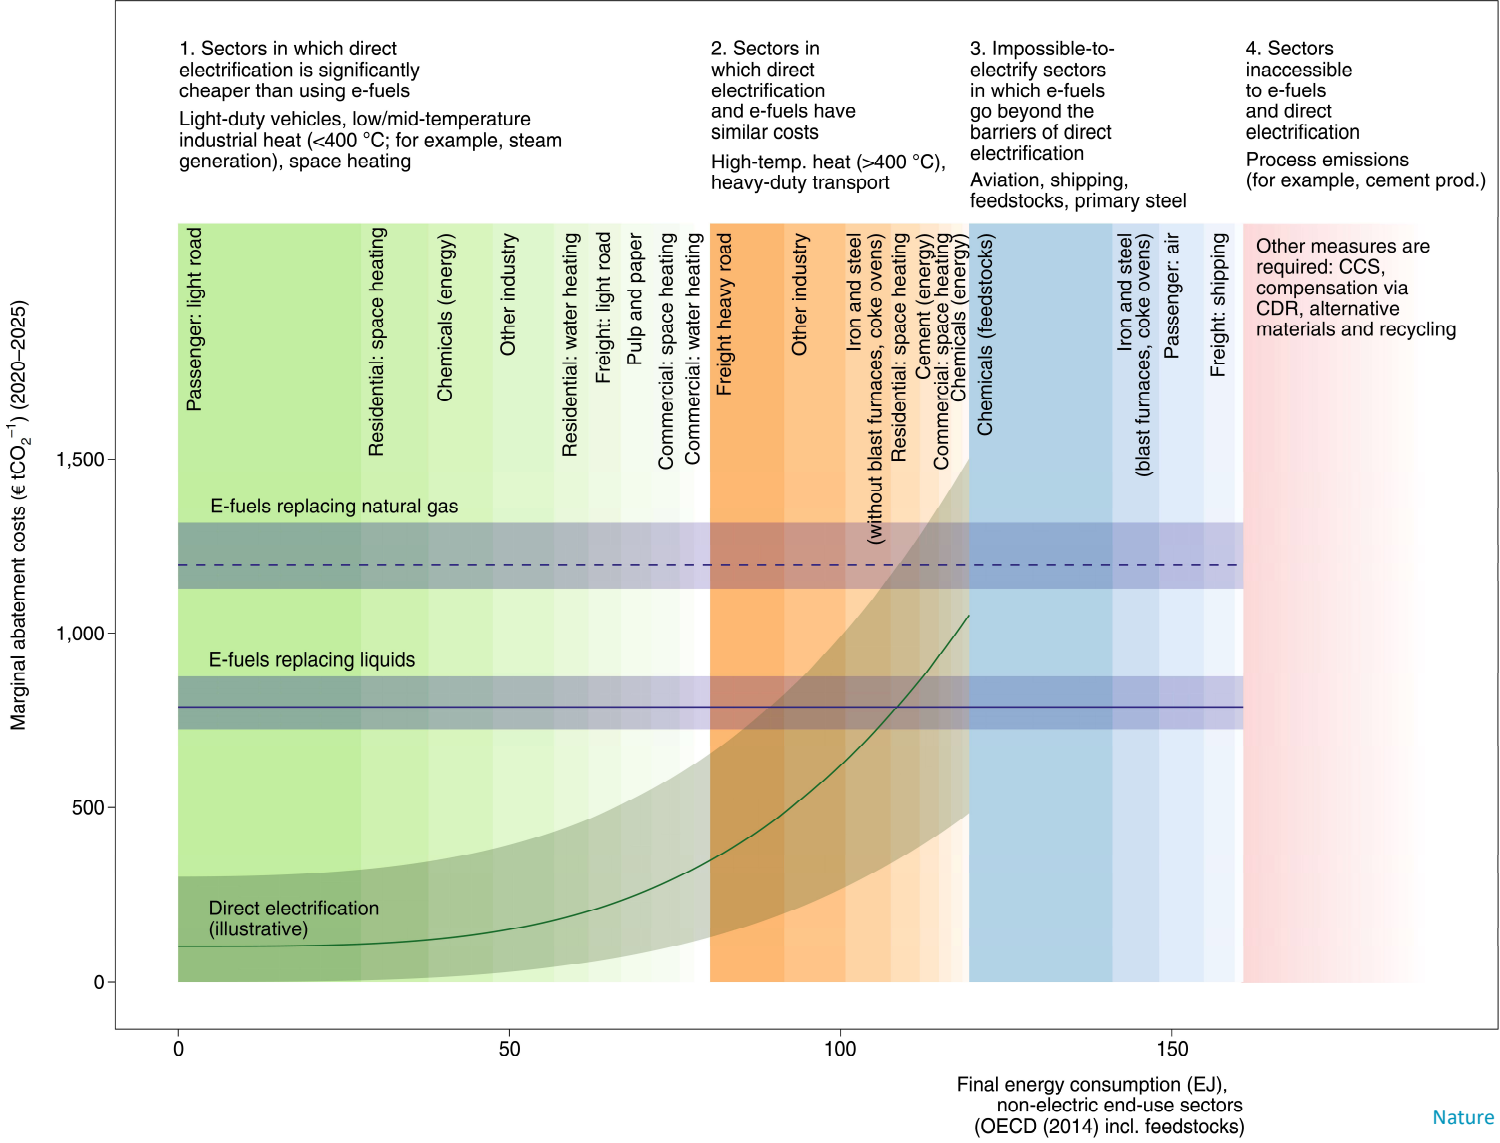 1. Sectors in which direct
electrification is significantly
cheaper than using e-fuels
Light-duty vehicles, low/mid-temperature
industrial heat (<400 °C; for example, steam
generation), space heating
2. Sectors in
which direct
electrification
and e-fuels have
similar costs
High-temp. heat (>400 °C),
heavy-duty transport
3. Impossible-to-
electrify sectors
in which e-fuels
go beyond the
barriers of direct
electrification
Aviation, shipping,
feedstocks, primary steel
4. Sectors
inaccessible
to e-fuels
and direct
electrification
Process emissions
(for example, cement prod.)
Passenger: light road
Residential: space heating
Chemicals (energy)
Other industry
Residential: water heating
Freight: light road
Pulp and paper
Commercial: space heating
Commercial: water heating
Freight heavy road
Other industry
Iron and steel
(without blast furnaces, coke ovens)
Residential: space heating
Cement (energy)
Commercial: space heating
Chemicals (energy)
Chemicals (feedstocks)
Iron and steel
(blast furnaces, coke ovens)
Passenger: air
Freight: shipping
Other measures are
required: CCS,
compensation via
CDR, alternative
materials and recycling
Marginal abatement costs (€ tCO₂⁻¹) (2020–2025)
1,500
1,000
500
0
E-fuels replacing natural gas
E-fuels replacing liquids
Direct electrification
(illustrative)
0
50
100
150
Final energy consumption (EJ),
non-electric end-use sectors
(OECD (2014) incl. feedstocks)
Nature